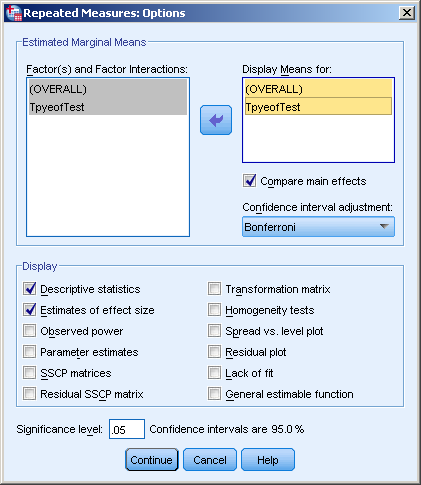 Repeated Measures: Options
Estimated Marginal Means
Factor(s) and Factor Interactions:
(OVERALL)
TpyeofTest
Display Means for:
(OVERALL)
TpyeofTest
Compare main effects
Confidence interval adjustment:
Bonferroni
Display
Descriptive statistics
Transformation matrix
Estimates of effect size
Homogeneity tests
Observed power
Spread vs. level plot
Parameter estimates
Residual plot
SSCP matrices
Lack of fit
Residual SSCP matrix
General estimable function
Significance level: .05 Confidence intervals are 95.0 %
Continue Cancel Help